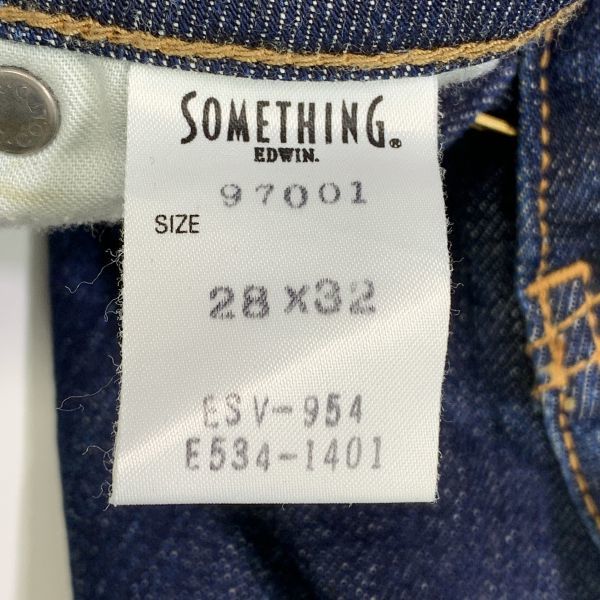 SOMETHING®
EDWIN.
97001
SIZE
28X32
ESV-954
E534-1401